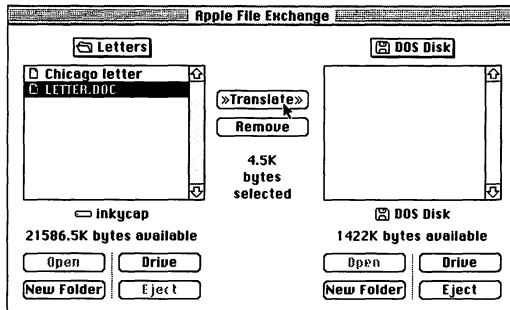 Apple File Exchange
Letters
DOS Disk
Chicago letter
LETTER.DOC
»Translate»
Remove
4.5K
bytes
selected
inkycap
DOS Disk
21586.5K bytes available
1422K bytes available
Open
Drive
Open
Drive
New Folder
Eject
New Folder
Eject